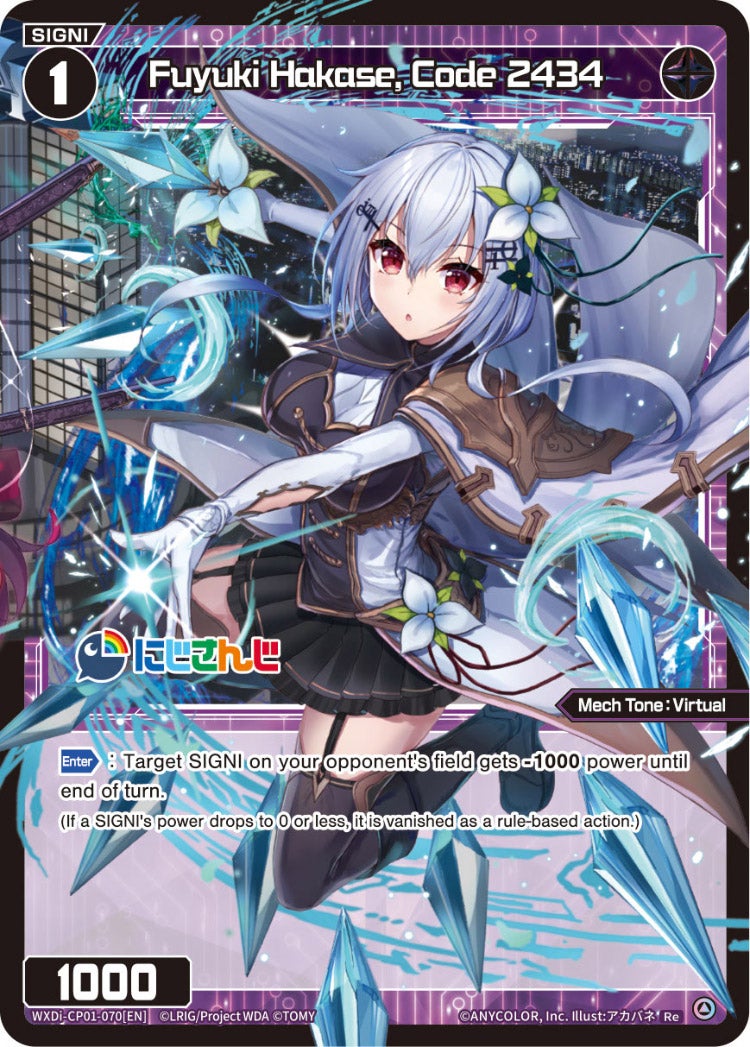 SIGNI
1
Fuyuki Hakase, Code 2434
にじさんじ
Mech Tone：Virtual
Enter : Target SIGNI on your opponent's field gets -1000 power until
end of turn.
(If a SIGNI's power drops to 0 or less, it is vanished as a rule-based action.)
1000
WXDi-CP01-070[EN] ©LRIG/Project WDA ©TOMY ©ANYCOLOR, Inc. Illust:アカバネ Re